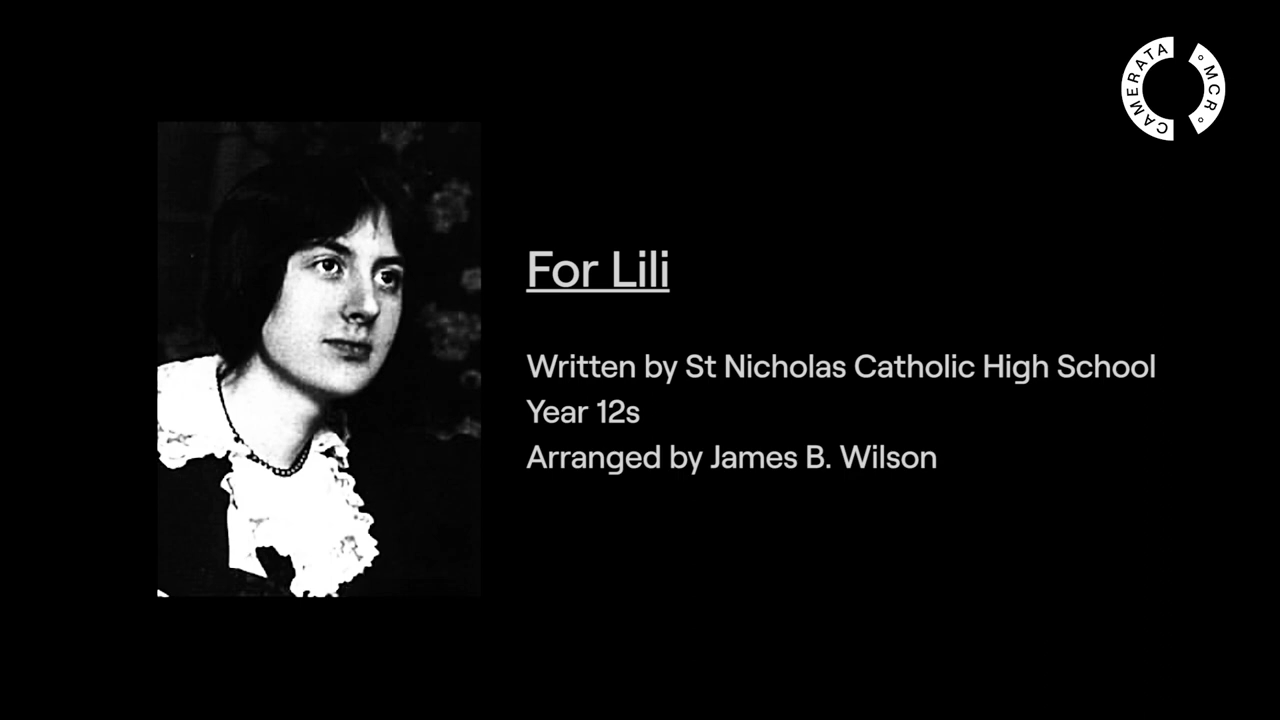 CAMERATA
MCR
For Lili
Written by St Nicholas Catholic High School
Year 12s
Arranged by James B. Wilson